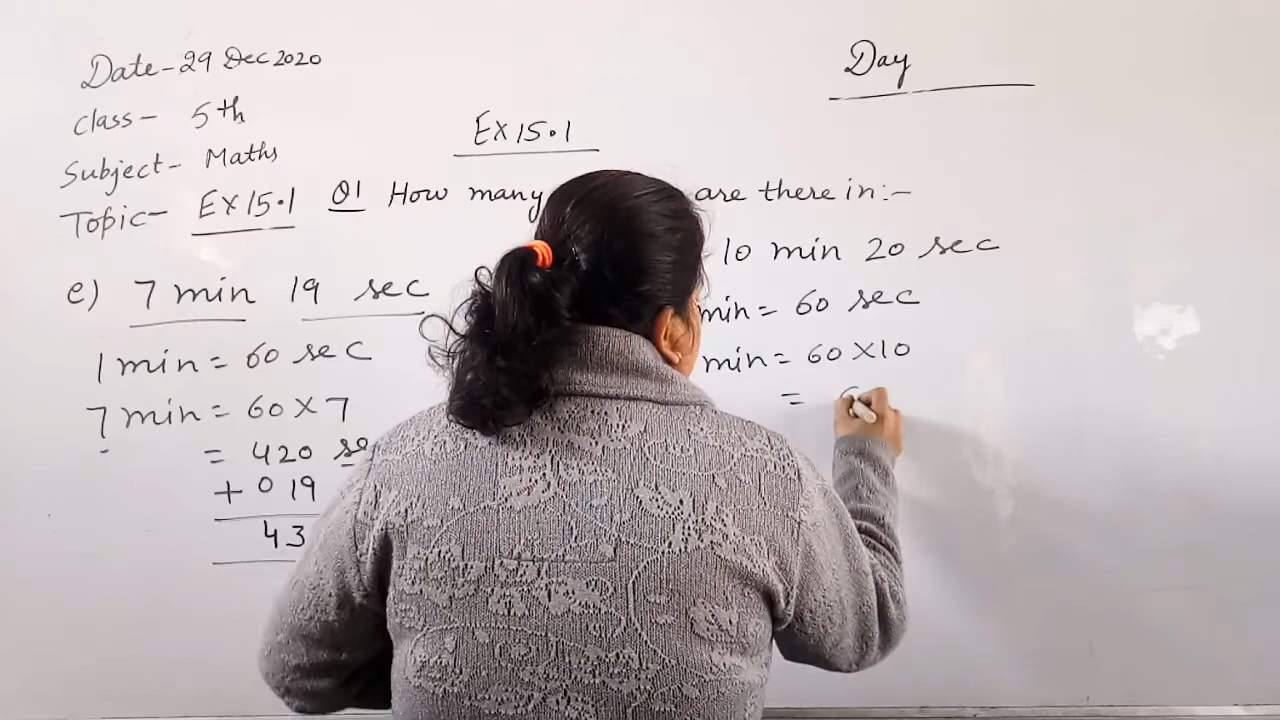 Date-29 Dec 2020
Day
Class- 5th
Ex 15.1
Subject- Maths
Topic- Ex 15.1 Q1 How many are there in:-
e) 7 min 19 sec
1 min = 60 sec
7 min = 60 x 7
= 420
+ 019
43
10 min 20 sec
min = 60 sec
min = 60 x 10
=